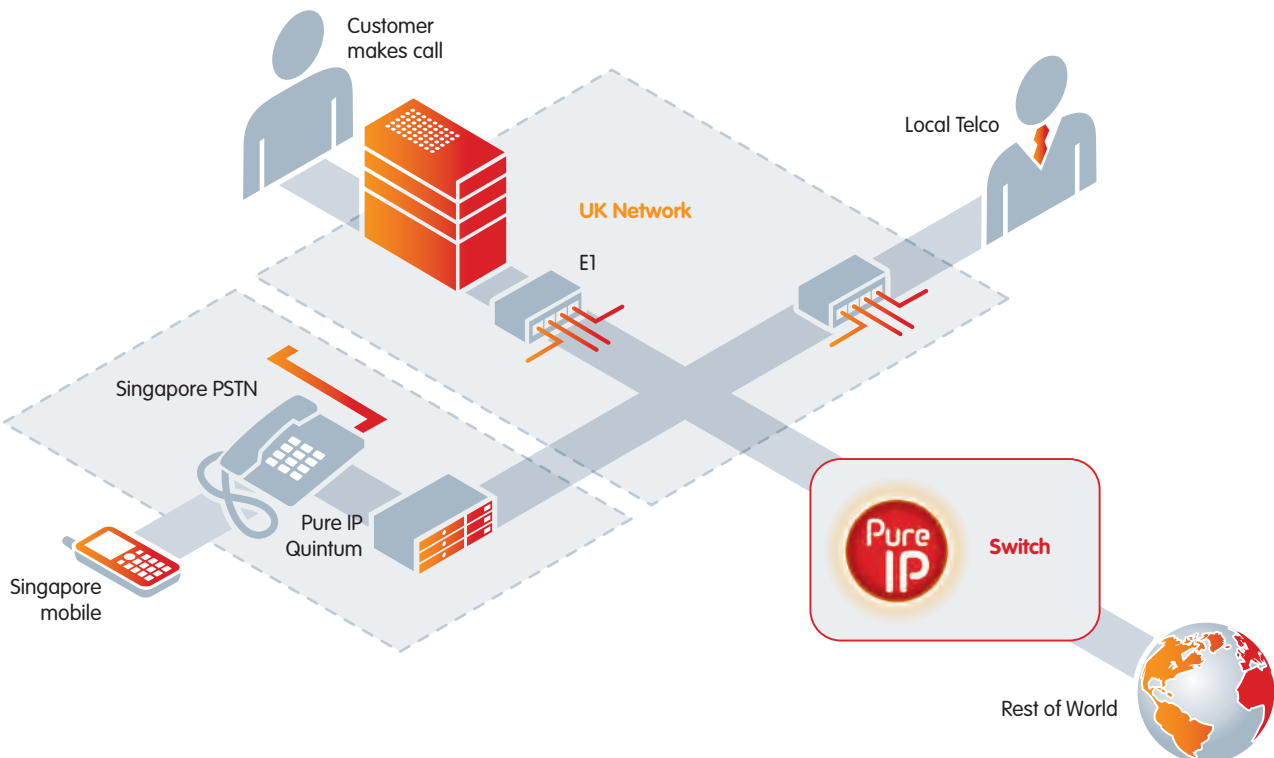 Customer
makes call
Local Telco
UK Network
E1
Singapore PSTN
Pure IP
Quintum
Singapore
mobile
Pure
IP
Switch
Rest of World